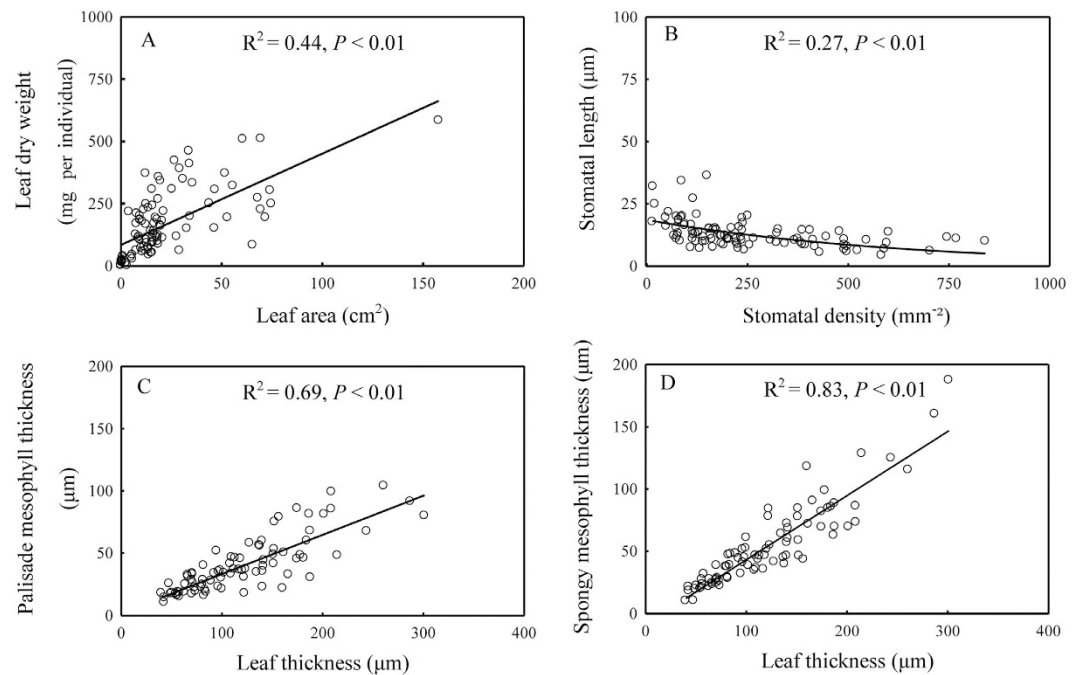 A
R² = 0.44, P < 0.01
Leaf dry weight
(mg per individual)
1000
750
500
250
0
0 50 100 150 200
Leaf area (cm²)
B
R² = 0.27, P < 0.01
Stomatal length (μm)
100
75
50
25
0
0 250 500 750 1000
Stomatal density (mm⁻²)
C
R² = 0.69, P < 0.01
Palisade mesophyll thickness
(μm)
200
150
100
50
0
0 100 200 300 400
Leaf thickness (μm)
D
R² = 0.83, P < 0.01
Spongy mesophyll thickness (μm)
200
150
100
50
0
0 100 200 300 400
Leaf thickness (μm)